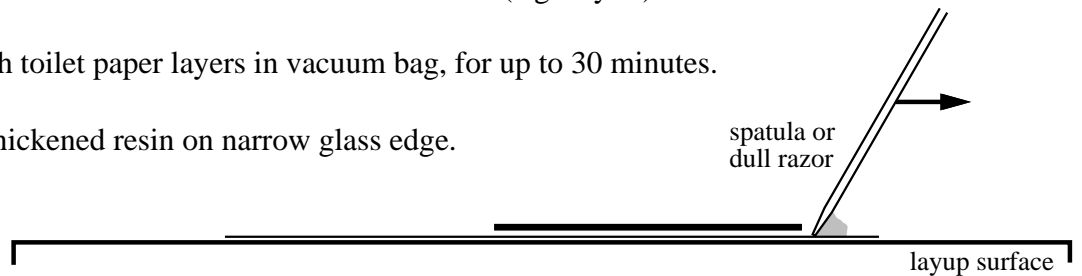 h toilet paper layers in vacuum bag, for up to 30 minutes.
hickened resin on narrow glass edge.
spatula or
dull razor
layup surface